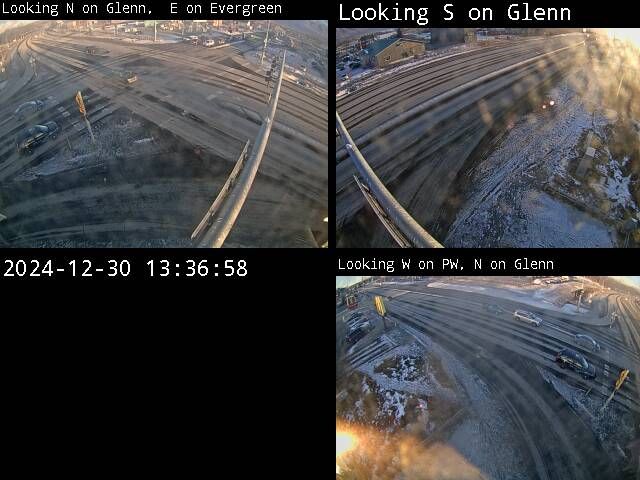 Looking N on Glenn,  E on Evergreen
Looking S on Glenn
2024-12-30 13:36:58
Looking W on PW, N on Glenn